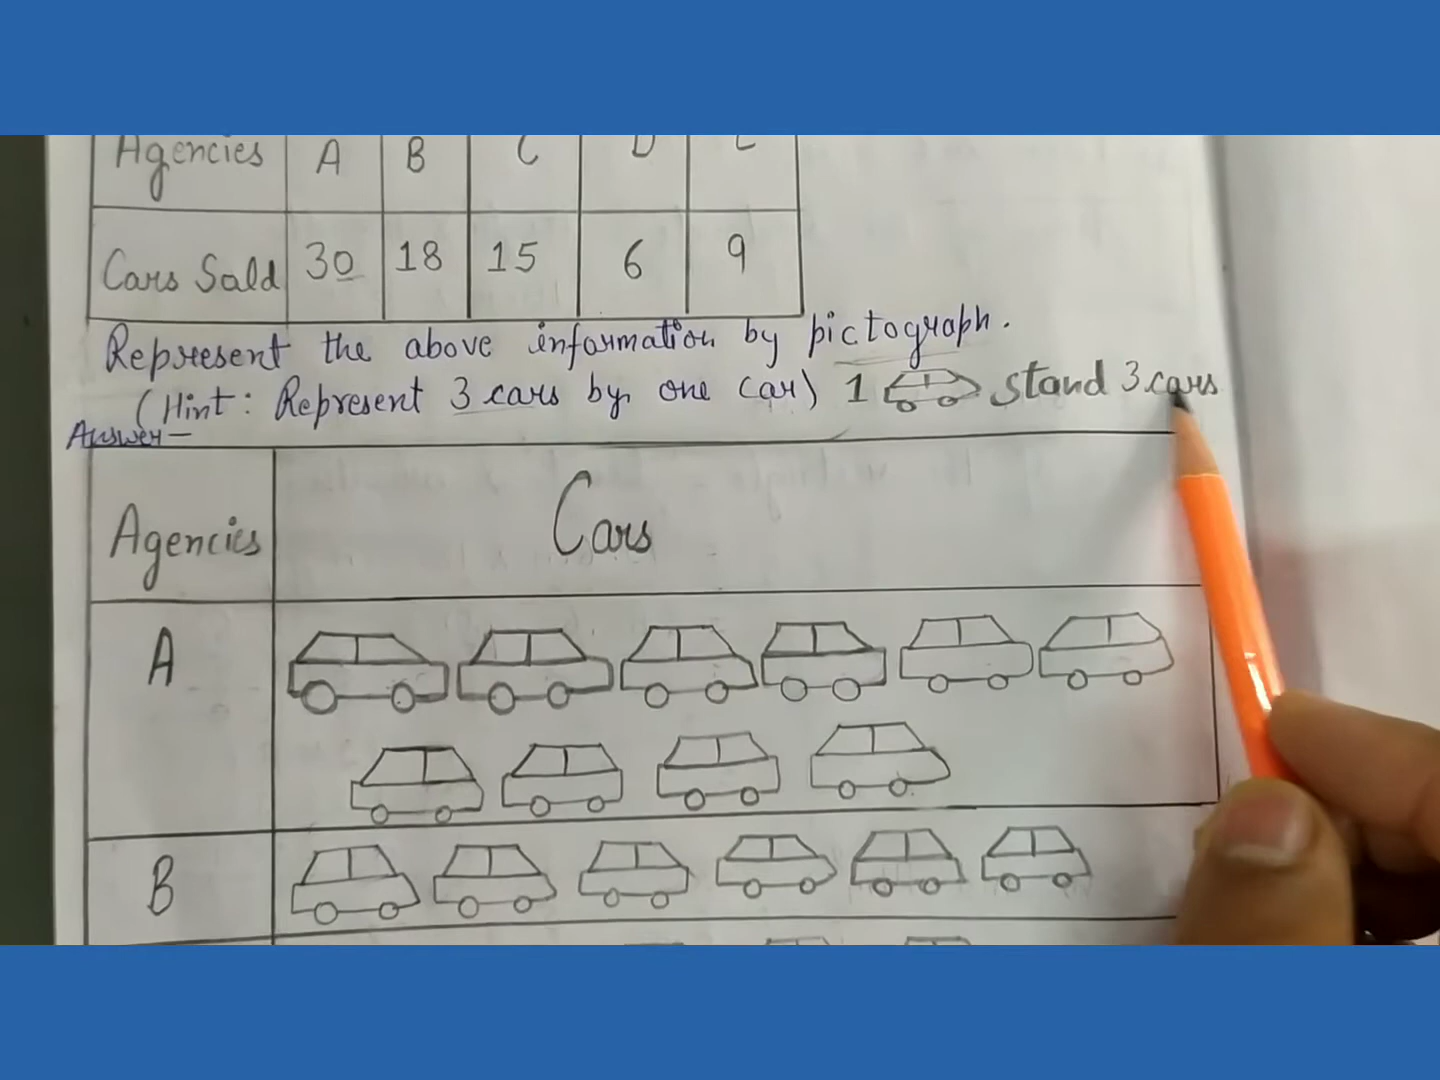 Agencies A B C D
Cars Sald 30 18 15 6 9
Represent the above information by pictograph.
(Hint: Represent 3 cars by one car) 1 stand 3 cars
Answer—
Agencies Cars
A
B